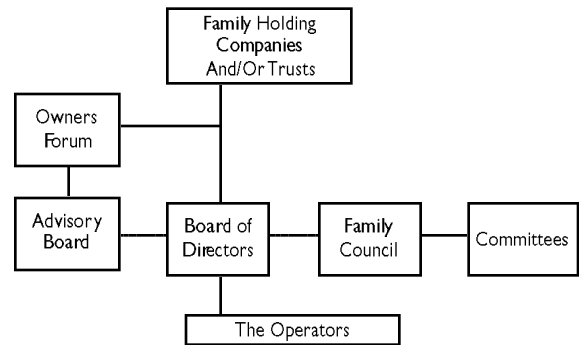 Family Holding
Companies
And/Or Trusts
Owners
Forum
Advisory
Board
Board of
Directors
Family
Council
Committees
The Operators